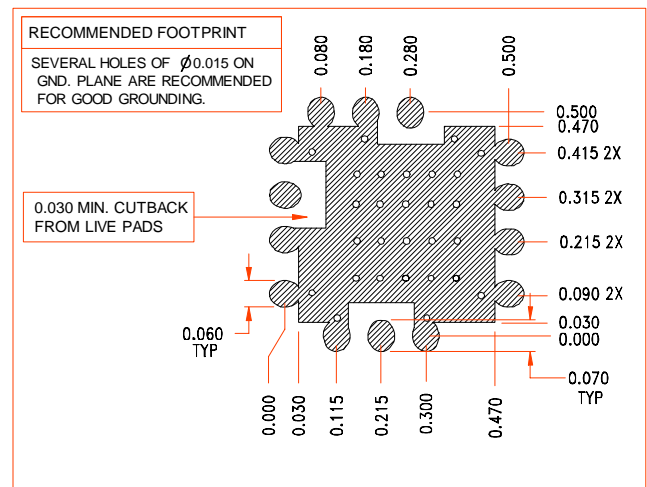 RECOMMENDED FOOTPRINT
SEVERAL HOLES OF Ø0.015 ON
GND. PLANE ARE RECOMMENDED
FOR GOOD GROUNDING.
0.080
0.180
0.280
0.500
0.500
0.470
0.415 2X
0.315 2X
0.215 2X
0.090 2X
0.030
0.000
0.030 MIN. CUTBACK
FROM LIVE PADS
0.060
TYP
0.070
TYP
0.000
0.030
0.115
0.215
0.300
0.470